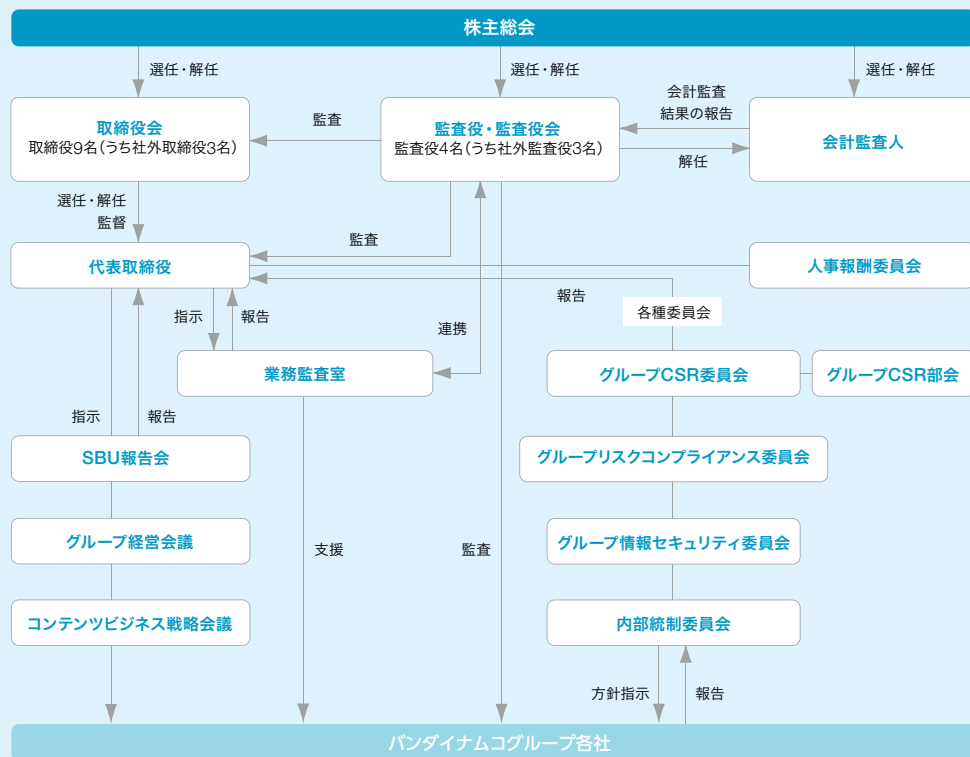 株主総会
選任・解任
選任・解任
選任・解任
取締役会
取締役9名(うち社外取締役3名)
監査
監査役・監査役会
監査役4名(うち社外監査役3名)
会計監査
結果の報告
解任
会計監査人
選任・解任
監督
監査
代表取締役
人事報酬委員会
指示
報告
連携
報告
各種委員会
業務監査室
グループCSR委員会
グループCSR部会
指示
報告
SBU報告会
グループリスクコンプライアンス委員会
グループ経営会議
支援
監査
グループ情報セキュリティ委員会
コンテンツビジネス戦略会議
内部統制委員会
方針指示
報告
バンダイナムコグループ各社